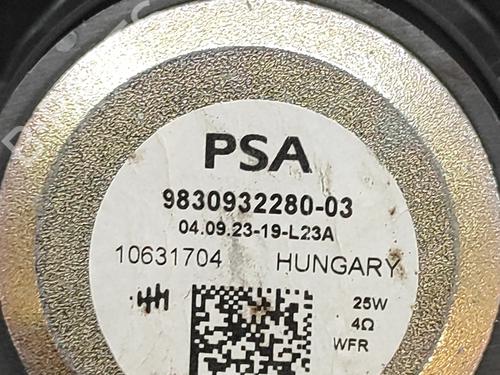 PSA
9830932280-03
04.09.23-19-L23A
10631704 HUNGARY
25W
4Ω
WFR